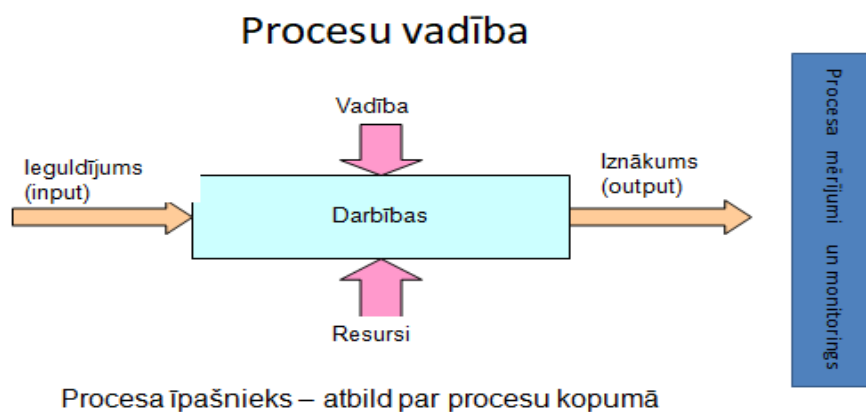 Procesu vadība
Vadība
Ieguldījums
(input)
Iznākums
(output)
Darbības
Resursi
Procesa mērījumi un monitorings
Procesa īpašnieks – atbild par procesu kopumā